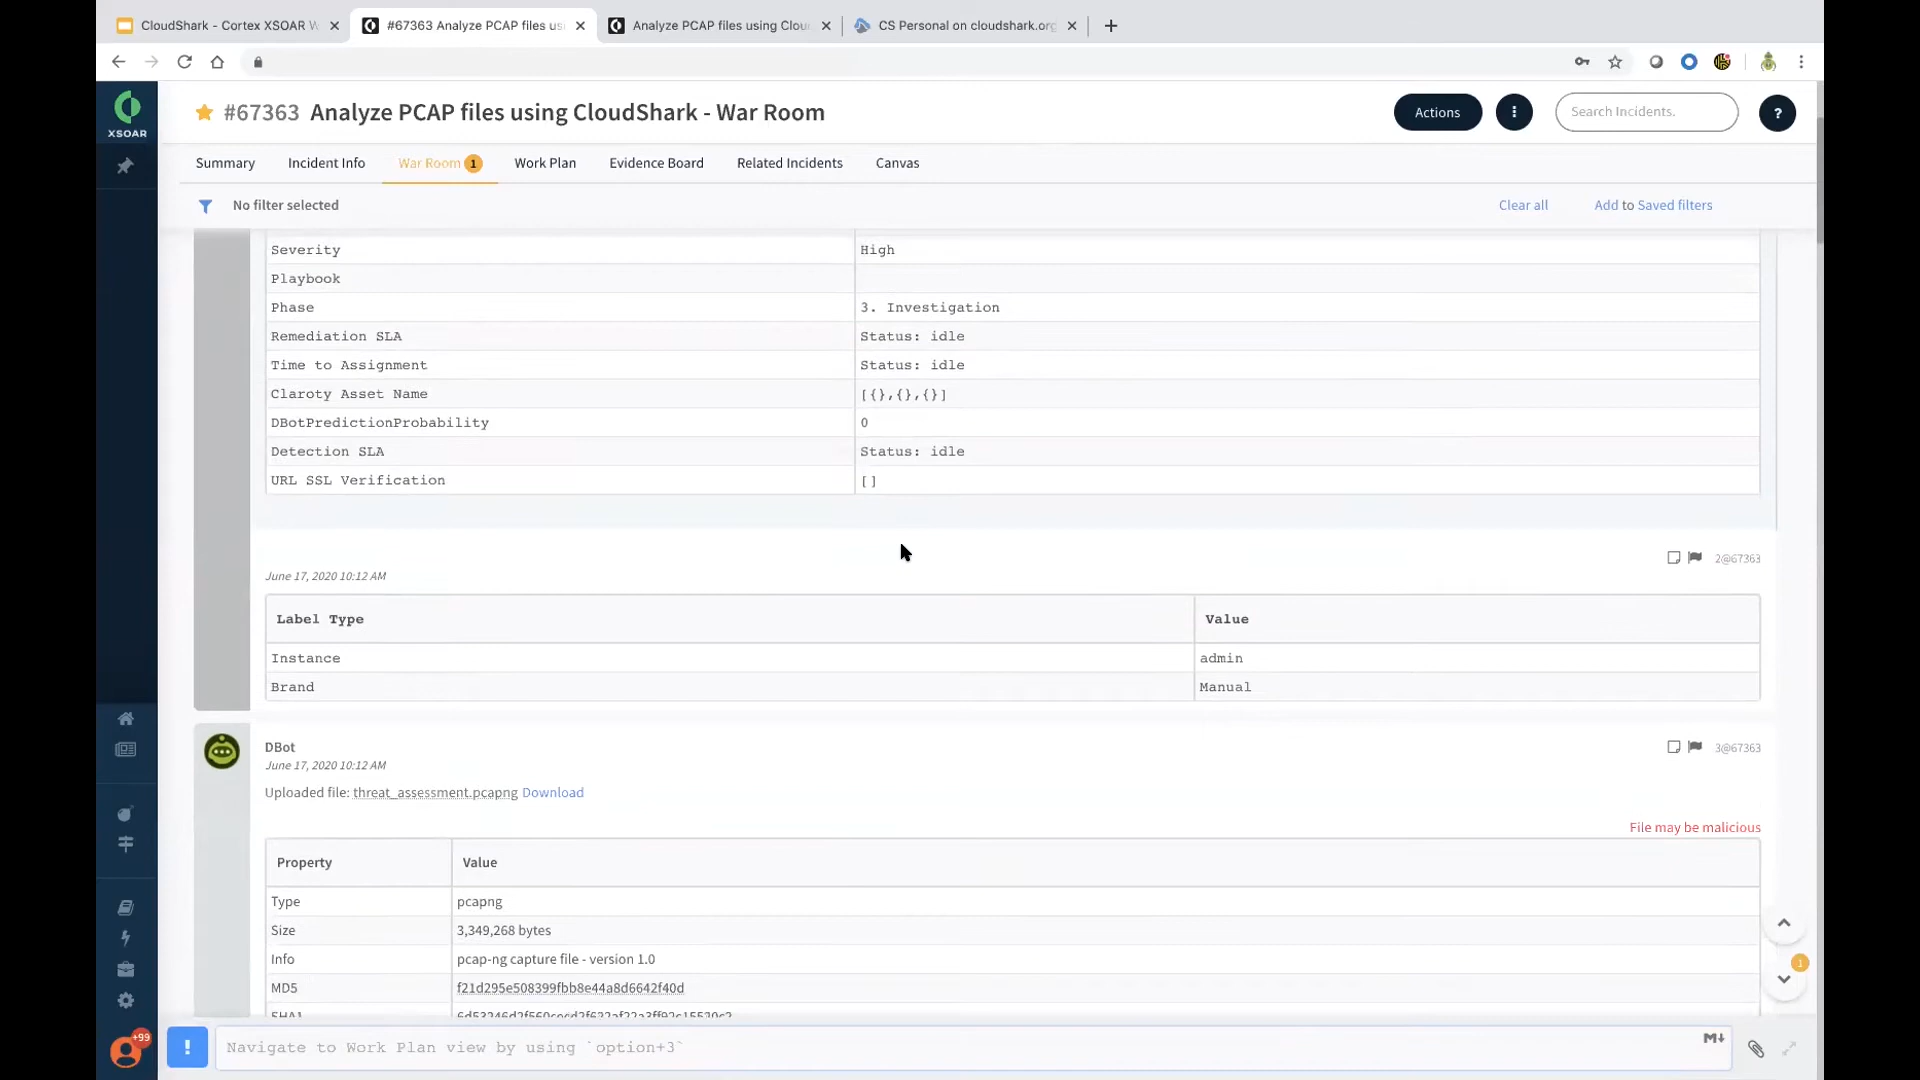 CloudShark - Cortex XSOAR W
#67363 Analyze PCAP files us
Analyze PCAP files using Clou
CS Personal on cloudshark.org
XSOAR
#67363 Analyze PCAP files using CloudShark - War Room
Actions
Search Incidents.
?
Summary
Incident Info
War Room 1
Work Plan
Evidence Board
Related Incidents
Canvas
No filter selected
Clear all
Add to Saved filters
Severity High
Playbook
Phase 3. Investigation
Remediation SLA Status: idle
Time to Assignment Status: idle
Claroty Asset Name [{},{},{}]
DBotPredictionProbability 0
Detection SLA Status: idle
URL SSL Verification []
2@67363
June 17, 2020 10:12 AM
Label Type Value
Instance admin
Brand Manual
DBot
3@67363
June 17, 2020 10:12 AM
Uploaded file: threat_assessment.pcapng Download
File may be malicious
Property Value
Type pcapng
Size 3,349,268 bytes
Info pcap-ng capture file - version 1.0
MD5 f21d295e508399fbb8e44a8d6642f40d
SHA1
1
+99
! Navigate to Work Plan view by using `option+3`
M